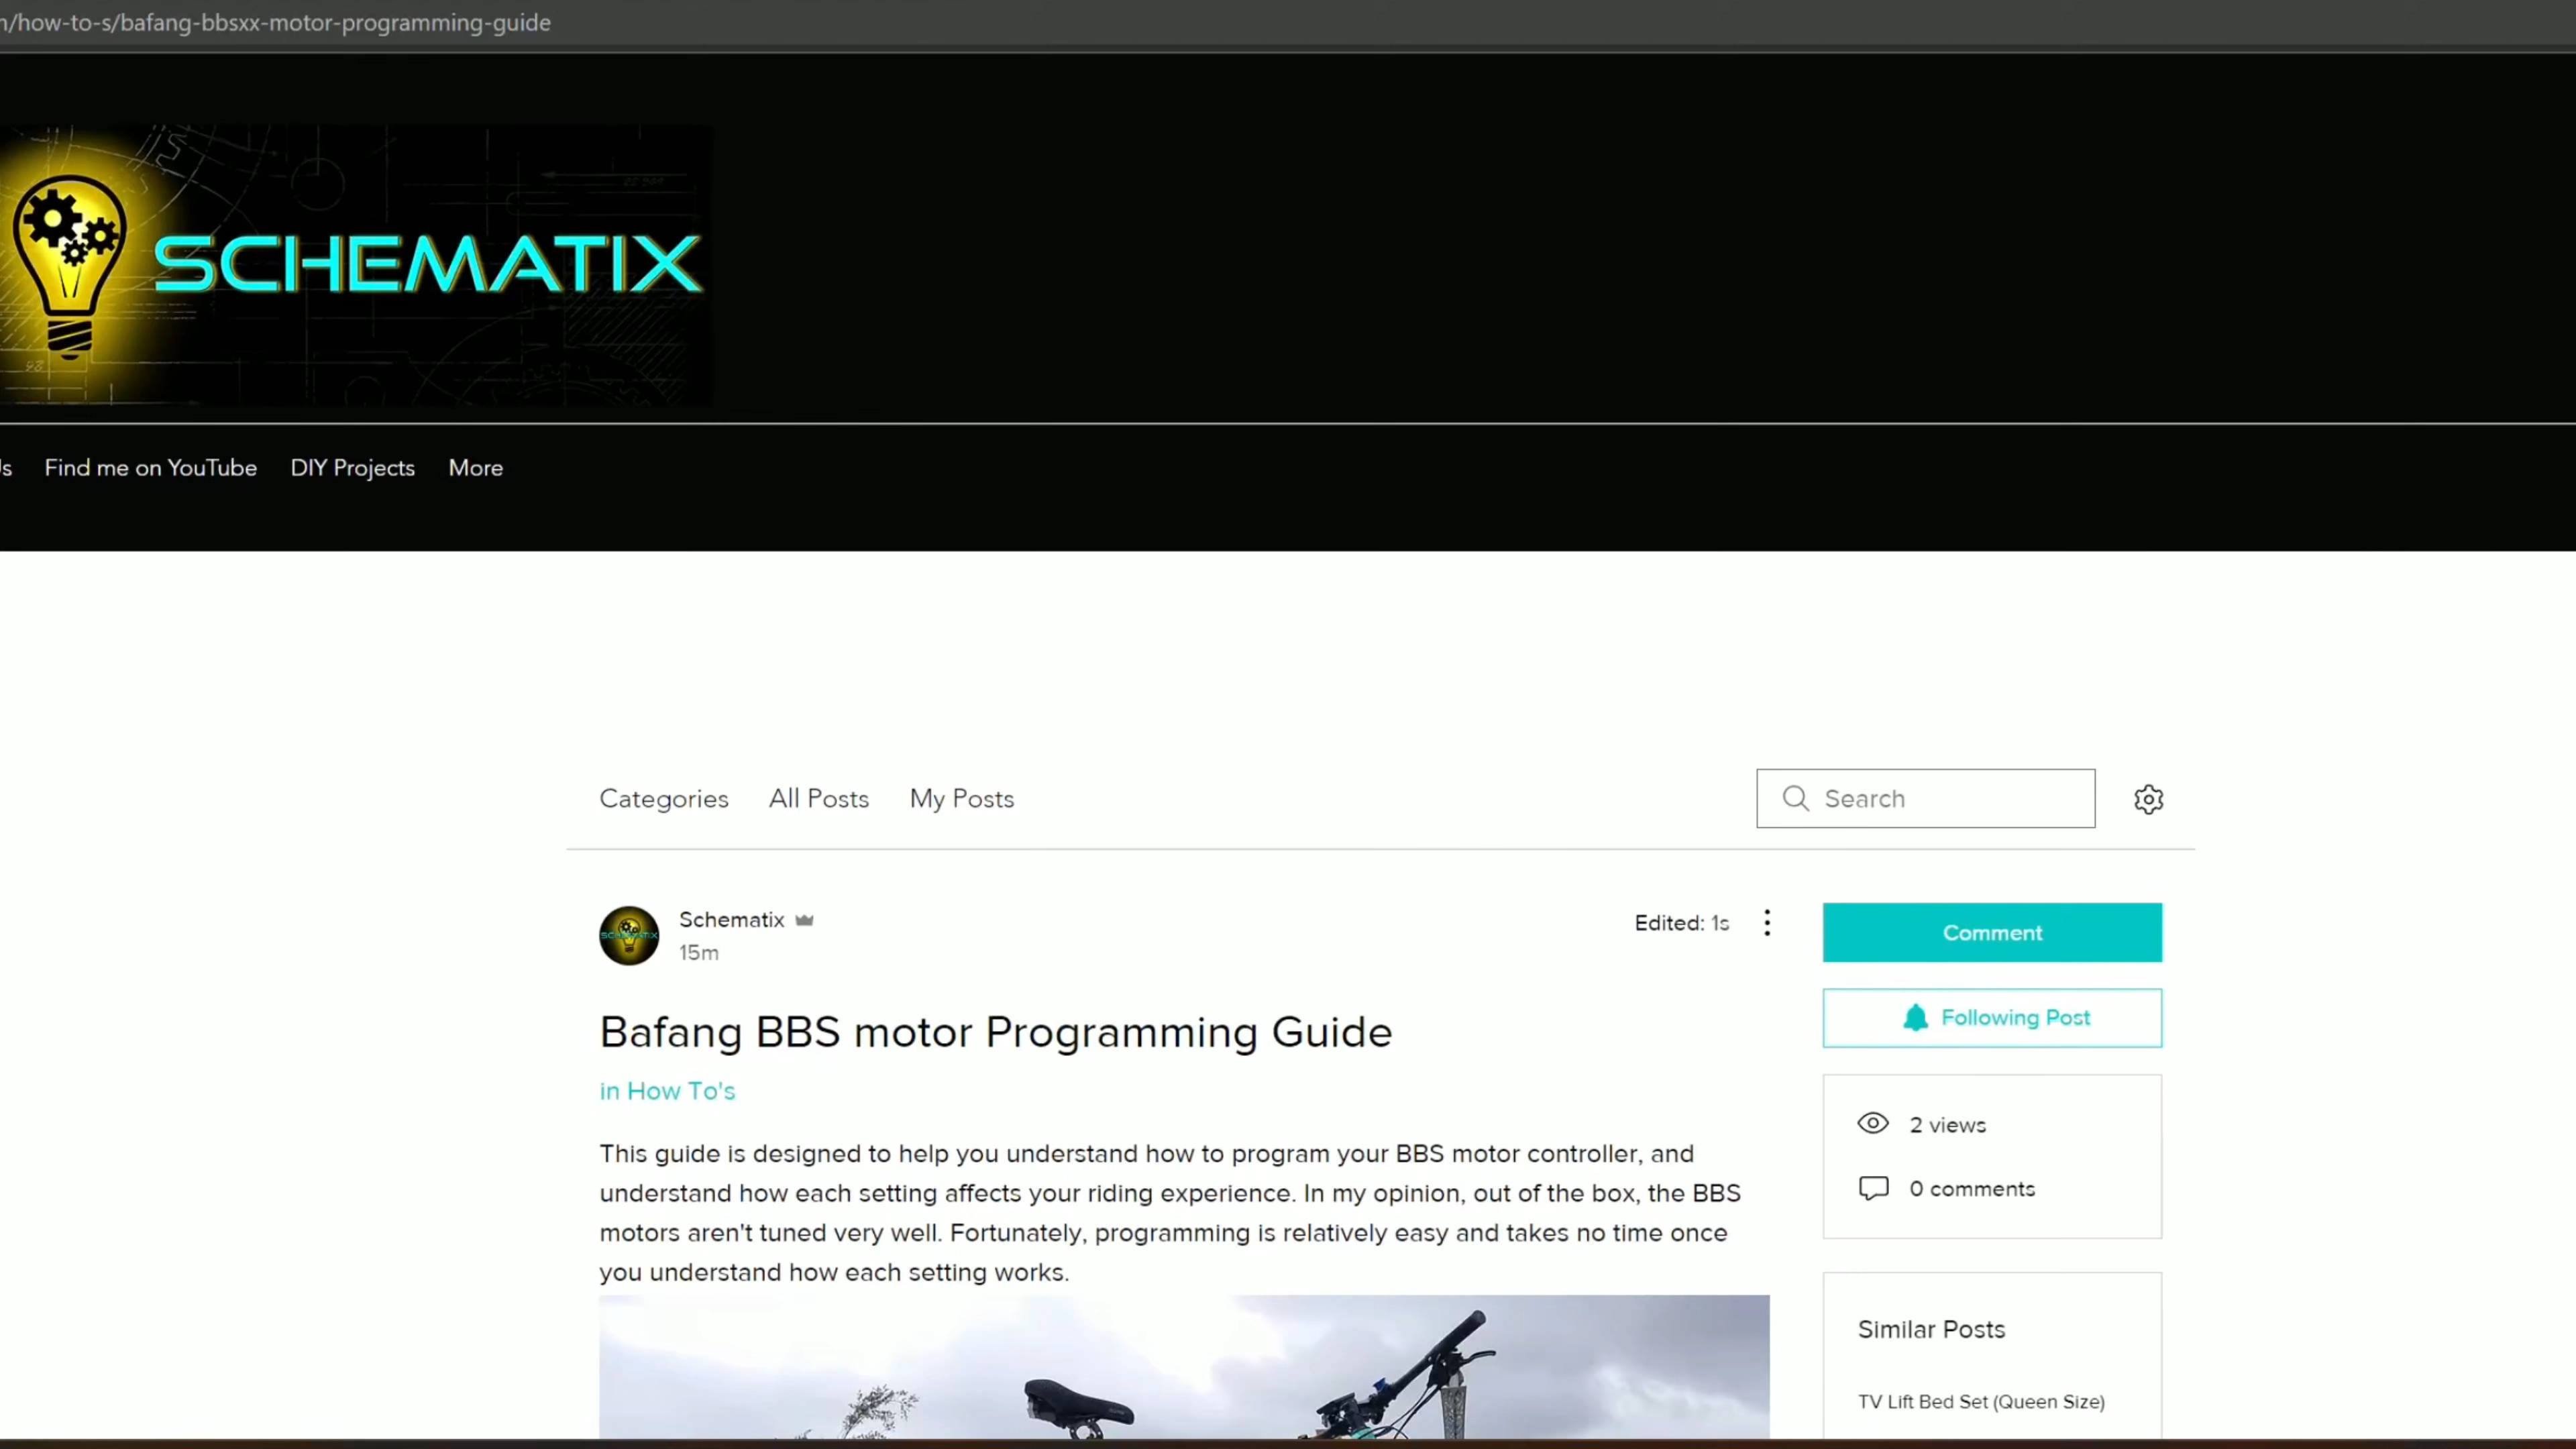 /how-to-s/bafang-bbsxx-motor-programming-guide
SCHEMATIX
Find me on YouTube DIY Projects More
Categories All Posts My Posts Search
Schematix
15m
Edited: 1s
Comment
Following Post
Bafang BBS motor Programming Guide
in How To's
2 views
0 comments
This guide is designed to help you understand how to program your BBS motor controller, and
understand how each setting affects your riding experience. In my opinion, out of the box, the BBS
motors aren't tuned very well. Fortunately, programming is relatively easy and takes no time once
you understand how each setting works.
Similar Posts
TV Lift Bed Set (Queen Size)